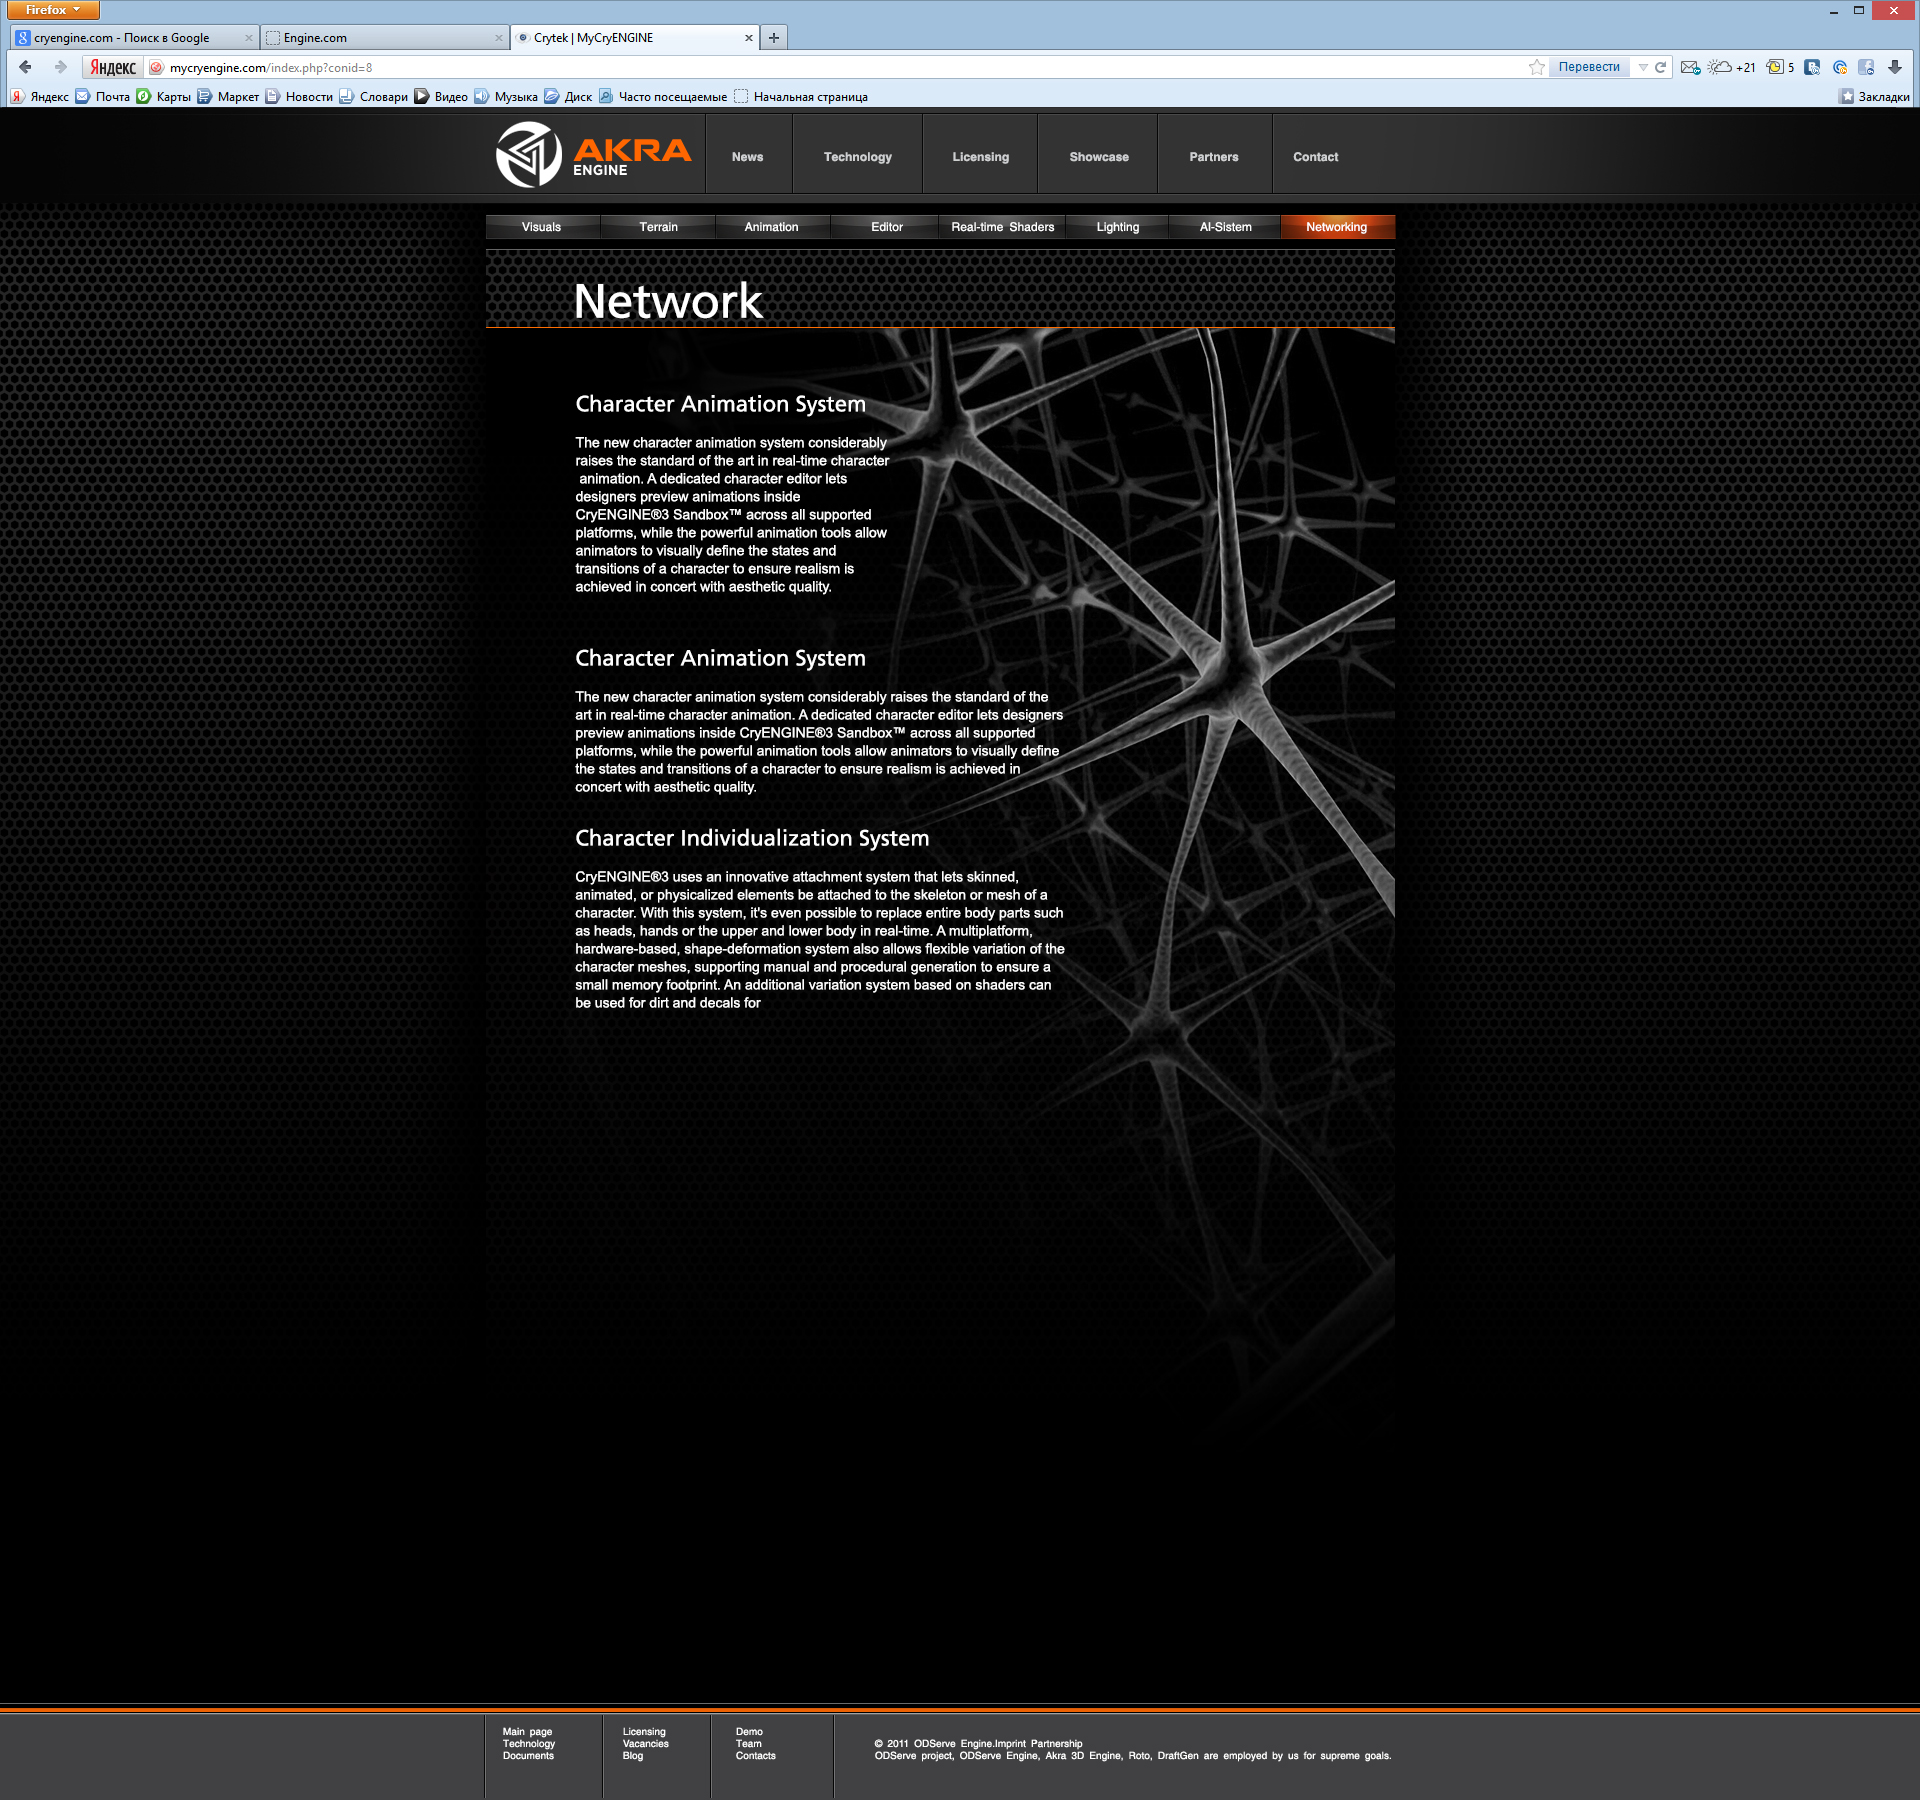 Firefox
cryengine.com - Поиск в Google
Engine.com
Crytek | MyCryENGINE
Яндекс
mycryengine.com/index.php?conid=8
Перевести
+21
5
Яндекс Почта Карты Маркет Новости Словари Видео Музыка Диск Часто посещаемые Начальная страница Закладки
AKRA
ENGINE
News Technology Licensing Showcase Partners Contact
Visuals Terrain Animation Editor Real-time Shaders Lighting AI-Sistem Networking
Network
Character Animation System
The new character animation system considerably
raises the standard of the art in real-time character
animation. A dedicated character editor lets
designers preview animations inside
CryENGINE®3 Sandbox™ across all supported
platforms, while the powerful animation tools allow
animators to visually define the states and
transitions of a character to ensure realism is
achieved in concert with aesthetic quality.
Character Animation System
The new character animation system considerably raises the standard of the
art in real-time character animation. A dedicated character editor lets designers
preview animations inside CryENGINE®3 Sandbox™ across all supported
platforms, while the powerful animation tools allow animators to visually define
the states and transitions of a character to ensure realism is achieved in
concert with aesthetic quality.
Character Individualization System
CryENGINE®3 uses an innovative attachment system that lets skinned,
animated, or physicalized elements be attached to the skeleton or mesh of a
character. With this system, it's even possible to replace entire body parts such
as heads, hands or the upper and lower body in real-time. A multiplatform,
hardware-based, shape-deformation system also allows flexible variation of the
character meshes, supporting manual and procedural generation to ensure a
small memory footprint. An additional variation system based on shaders can
be used for dirt and decals for
Main page
Technology
Documents
Licensing
Vacancies
Blog
Demo
Team
Contacts
© 2011 ODServe Engine.Imprint Partnership
ODServe project, ODServe Engine, Akra 3D Engine, Roto, DraftGen are employed by us for supreme goals.